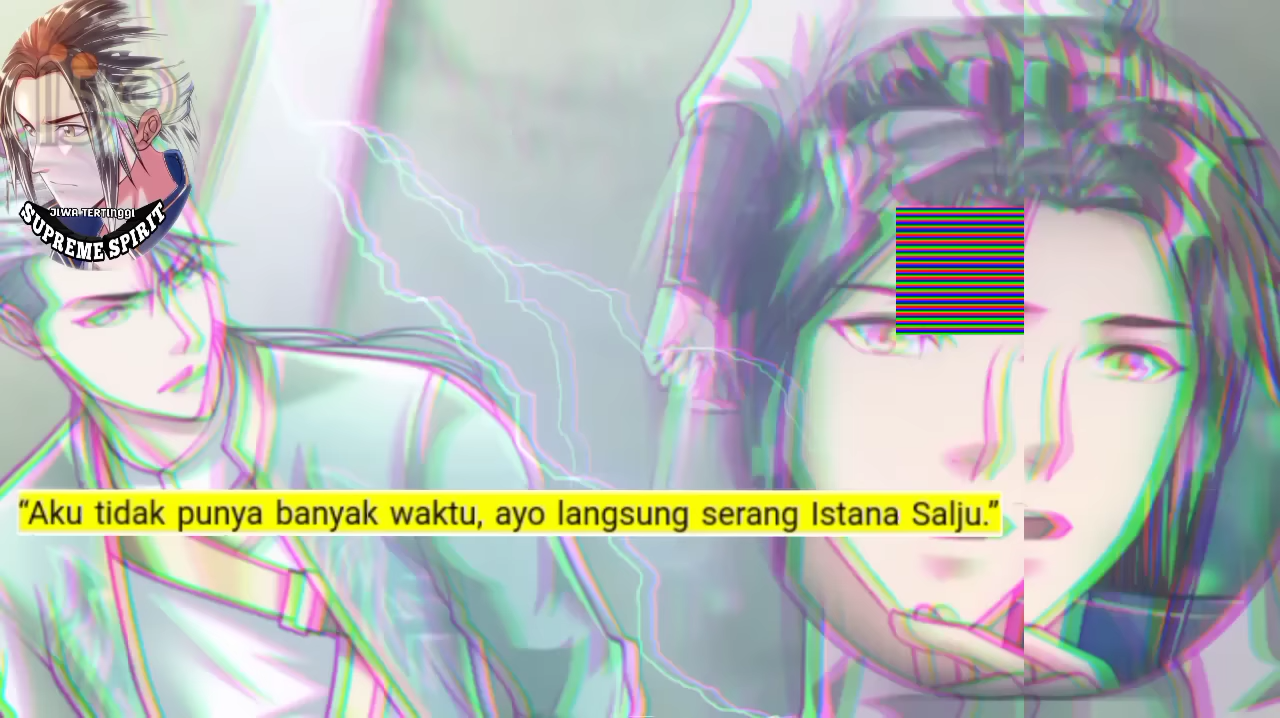 JIWA TERTINGGI
SUPREME SPIRIT
“Aku tidak punya banyak waktu, ayo langsung serang Istana Salju.”